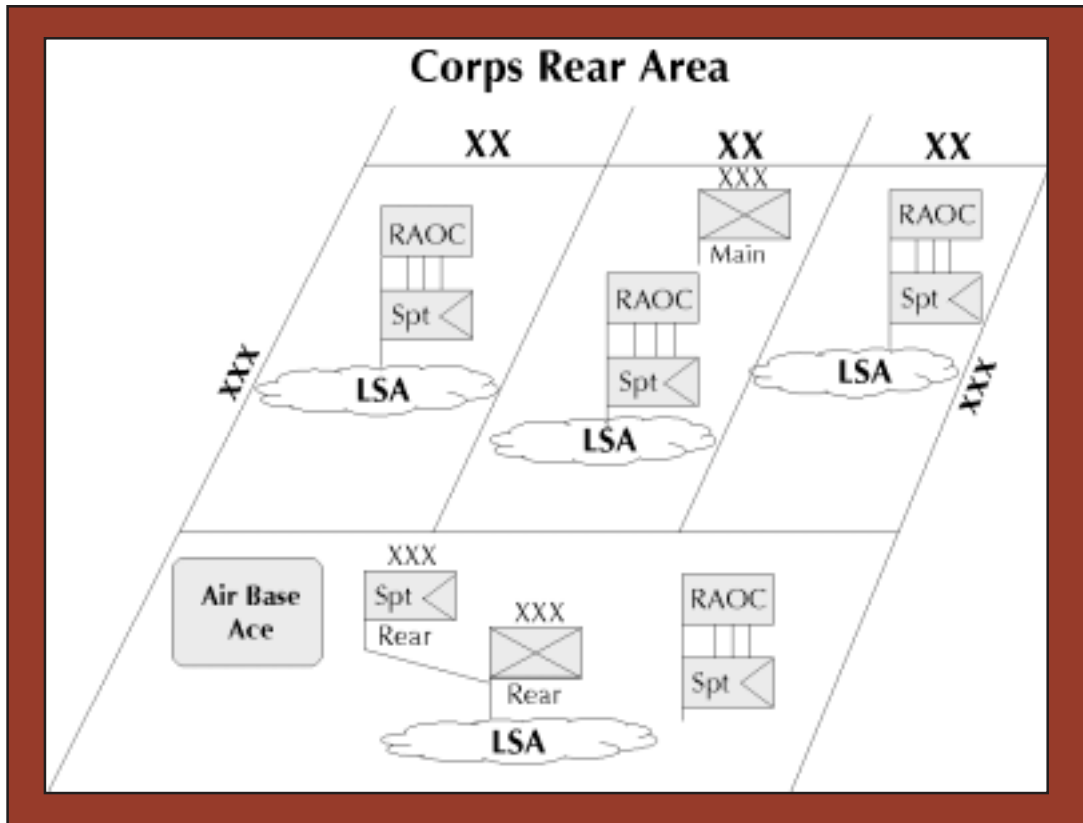 Corps Rear Area
XX
XX
XX
XXX
RAOC
Spt
LSA
XXX
Main
RAOC
Spt
LSA
RAOC
Spt
LSA
XXX
XXX
Air Base
Ace
XXX
Spt
Rear
XXX
Rear
LSA
RAOC
Spt